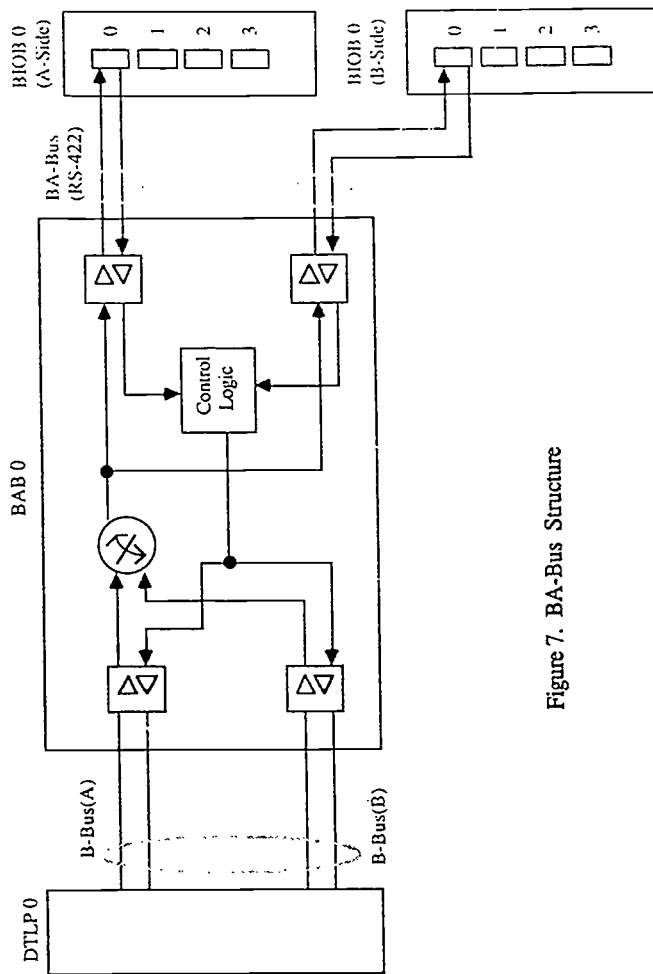 DTLP 0
B-Bus(A)
B-Bus(B)
BAB 0
Control
Logic
BA-Bus
(RS-422)
BIOB 0
(A-Side)
0
1
2
3
BIOB 0
(B-Side)
0
1
2
3
Figure 7. BA-Bus Structure